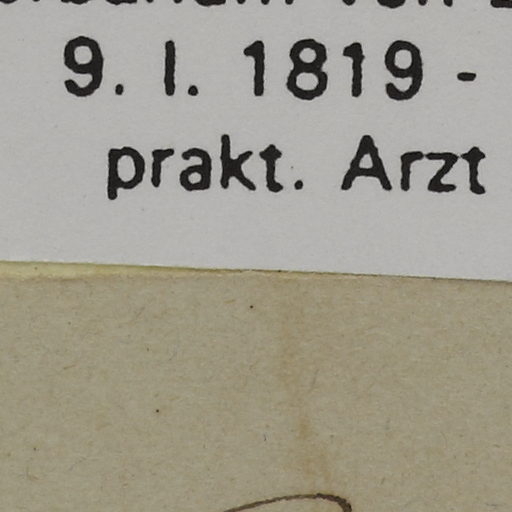 9. I. 1819 -
prakt. Arzt